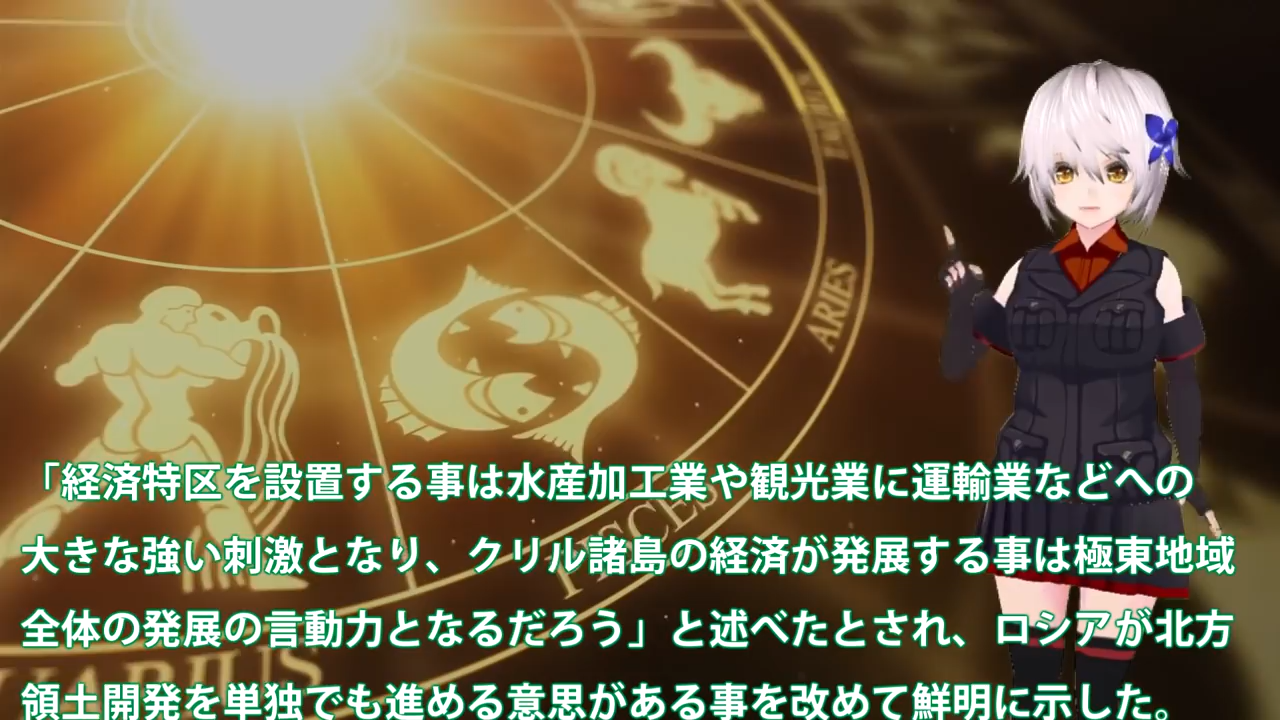 TAURUS
ARIES
PISCES
AQUARIUS
「経済特区を設置する事は水産加工業や観光業に運輸業などへの
大きな強い刺激となり、クリル諸島の経済が発展する事は極東地域
全体の発展の言動力となるだろう」と述べたとされ、ロシアが北方
領土開発を単独でも進める意思がある事を改めて鮮明に示した。